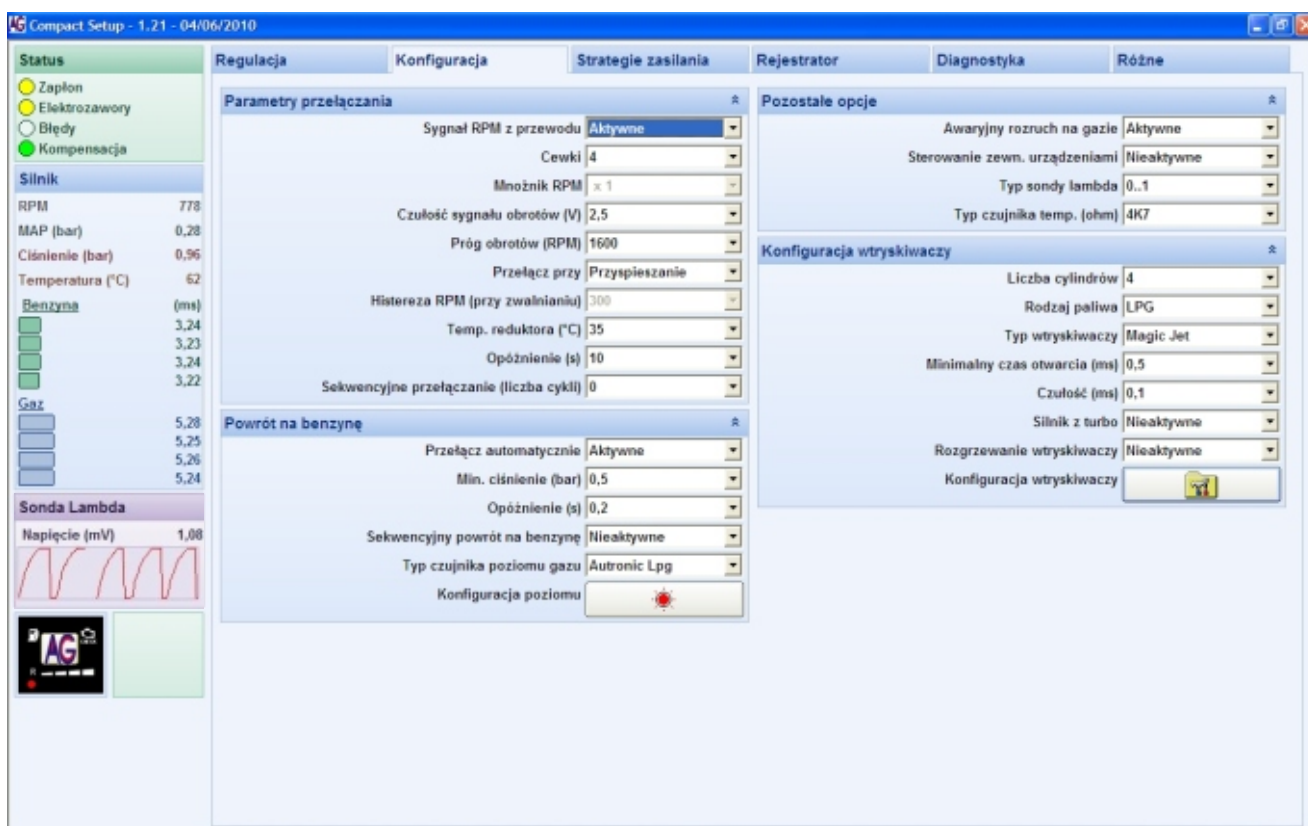 AG Compact Setup - 1.21 - 04/06/2010
Status
Zapłon
Elektrozawory
Błędy
Kompensacja
Silnik
RPM 778
MAP (bar) 0,28
Ciśnienie (bar) 0,96
Temperatura (°C) 62
Benzyna (ms)
3,24
3,23
3,24
3,22
Gaz
5,28
5,25
5,26
5,24
Sonda Lambda
Napięcie (mV) 1,08
AG
Regulacja Konfiguracja Strategie zasilania Rejestrator Diagnostyka Różne
Parametry przełączania
Sygnał RPM z przewodu Aktywne
Cewki 4
Mnożnik RPM x 1
Czułość sygnału obrotów (V) 2,5
Próg obrotów (RPM) 1600
Przełącz przy Przyspieszanie
Histereza RPM (przy zwalnianiu) 300
Temp. reduktora (°C) 35
Opóźnienie (s) 10
Sekwencyjne przełączanie (liczba cykli) 0
Powrót na benzynę
Przełącz automatycznie Aktywne
Min. ciśnienie (bar) 0,5
Opóźnienie (s) 0,2
Sekwencyjny powrót na benzynę Nieaktywne
Typ czujnika poziomu gazu Autronic Lpg
Konfiguracja poziomu
Pozostałe opcje
Awaryjny rozruch na gazie Aktywne
Sterowanie zewn. urządzeniami Nieaktywne
Typ sondy lambda 0..1
Typ czujnika temp. (ohm) 4K7
Konfiguracja wtryskiwaczy
Liczba cylindrów 4
Rodzaj paliwa LPG
Typ wtryskiwaczy Magic Jet
Minimalny czas otwarcia (ms) 0,5
Czułość (ms) 0,1
Silnik z turbo Nieaktywne
Rozgrzewanie wtryskiwaczy Nieaktywne
Konfiguracja wtryskiwaczy